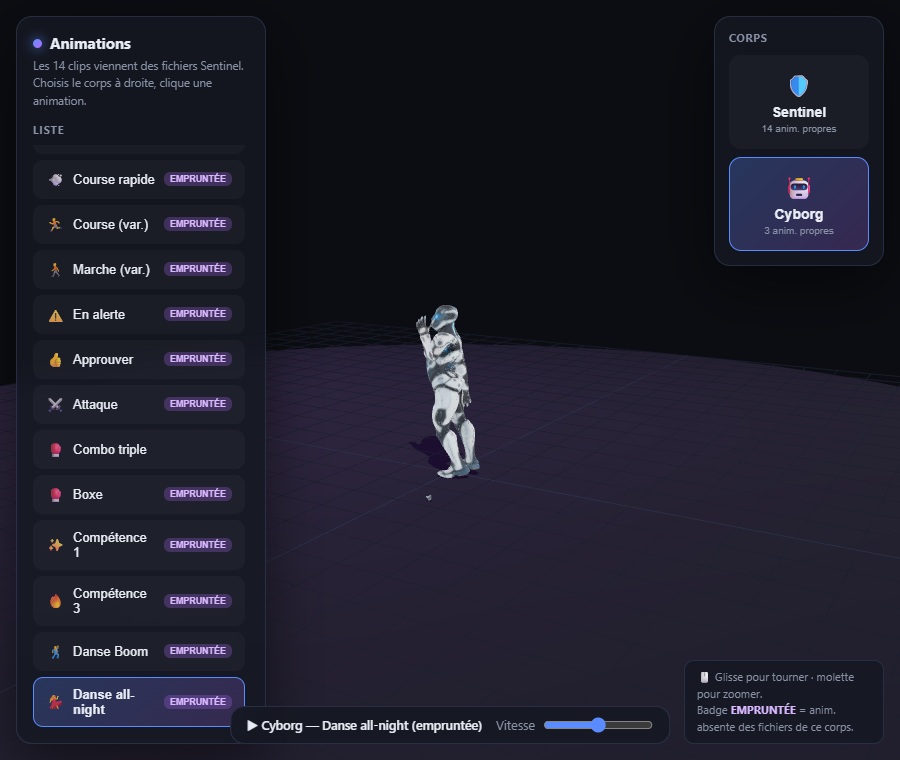 Animations
Les 14 clips viennent des fichiers Sentinel.
Choisis le corps à droite, clique une
animation.
LISTE
Course rapide EMPRUNTÉE
Course (var.) EMPRUNTÉE
Marche (var.) EMPRUNTÉE
En alerte EMPRUNTÉE
Approuver EMPRUNTÉE
Attaque EMPRUNTÉE
Combo triple
Boxe EMPRUNTÉE
Compétence
1 EMPRUNTÉE
Compétence
3 EMPRUNTÉE
Danse Boom EMPRUNTÉE
Danse all-
night EMPRUNTÉE
CORPS
Sentinel
14 anim. propres
Cyborg
3 anim. propres
▶ Cyborg — Danse all-night (empruntée) Vitesse
Glisse pour tourner · molette
pour zoomer.
Badge EMPRUNTÉE = anim.
absente des fichiers de ce corps.